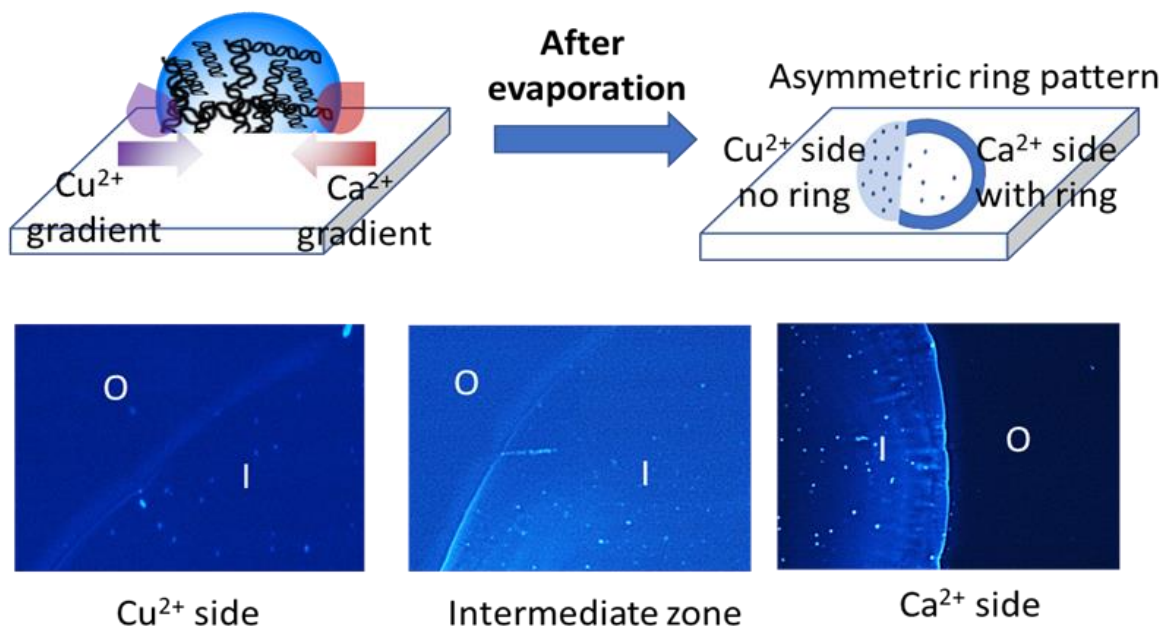 After
evaporation
Asymmetric ring pattern
Cu²⁺
gradient
Ca²⁺
gradient
Cu²⁺ side
no ring
Ca²⁺ side
with ring
O
I
O
I
I
O
Cu²⁺ side
Intermediate zone
Ca²⁺ side